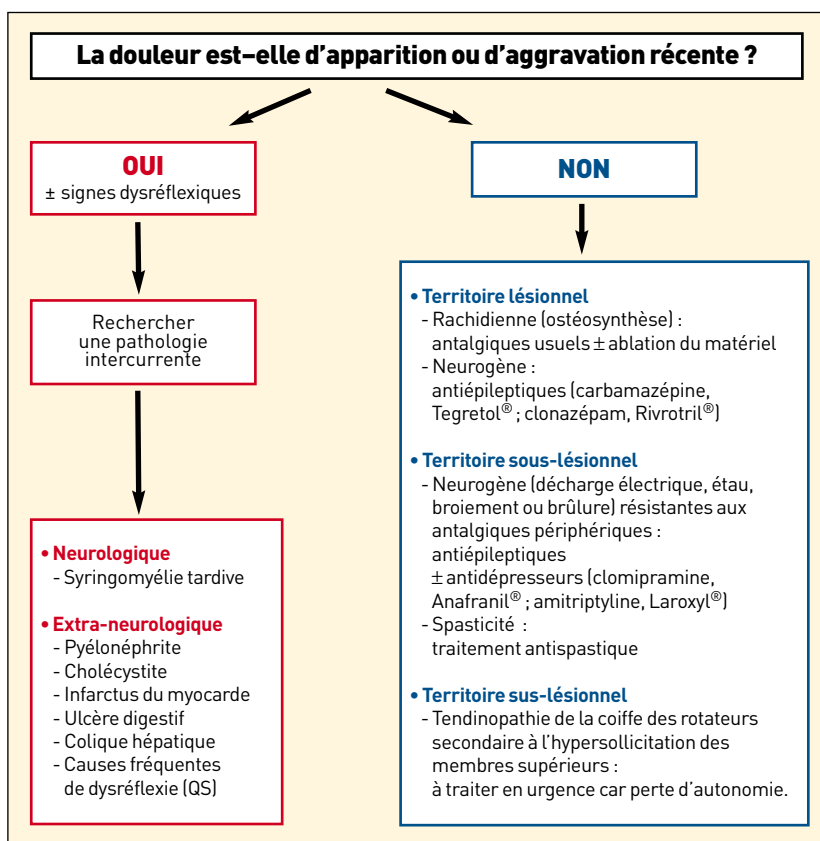 La douleur est–elle d’apparition ou d’aggravation récente ?
OUI
± signes dysréflexiques
Rechercher
une pathologie
intercurrente
• Neurologique
- Syringomyélie tardive
• Extra-neurologique
- Pyélonéphrite
- Cholécystite
- Infarctus du myocarde
- Ulcère digestif
- Colique hépatique
- Causes fréquentes
de dysréflexie (QS)
NON
• Territoire lésionnel
- Rachidienne (ostéosynthèse) :
antalgiques usuels ± ablation du matériel
- Neurogène :
antiépileptiques (carbamazépine,
Tegretol® ; clonazépam, Rivrotril®)
• Territoire sous-lésionnel
- Neurogène (décharge électrique, étau,
broiement ou brûlure) résistantes aux
antalgiques périphériques :
antiépileptiques
± antidépresseurs (clomipramine,
Anafranil® ; amitriptyline, Laroxyl®)
- Spasticité :
traitement antispastique
• Territoire sus-lésionnel
- Tendinopathie de la coiffe des rotateurs
secondaire à l’hypersollicitation des
membres supérieurs :
à traiter en urgence car perte d’autonomie.